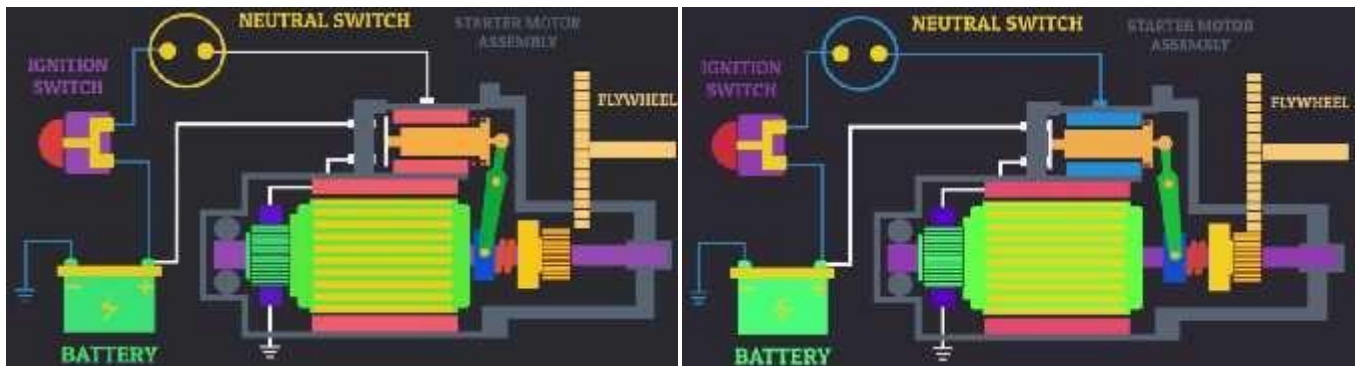 NEUTRAL SWITCH
STARTER MOTOR
ASSEMBLY
IGNITION
SWITCH
FLYWHEEL
BATTERY
NEUTRAL SWITCH
STARTER MOTOR
ASSEMBLY
IGNITION
SWITCH
FLYWHEEL
BATTERY